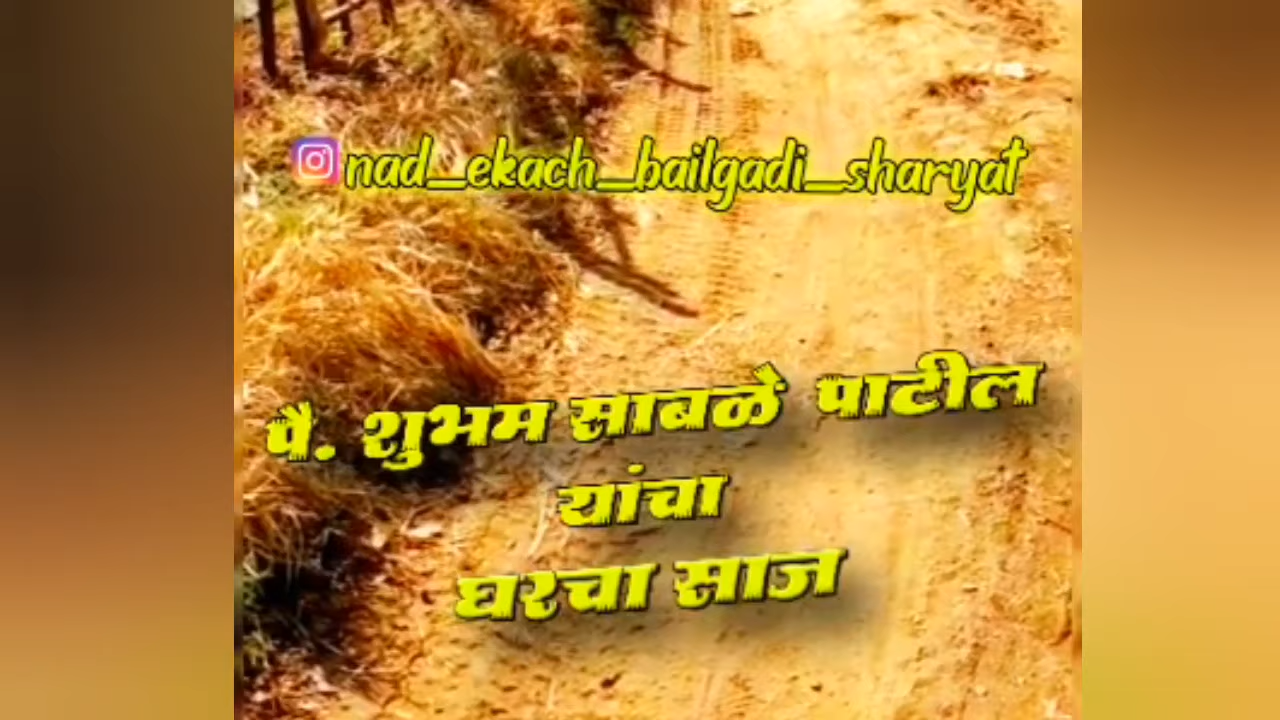 nad_ekach_bailgadi_sharyat
पै. शुभम साबळे पाटील
यांचा
घरचा साज